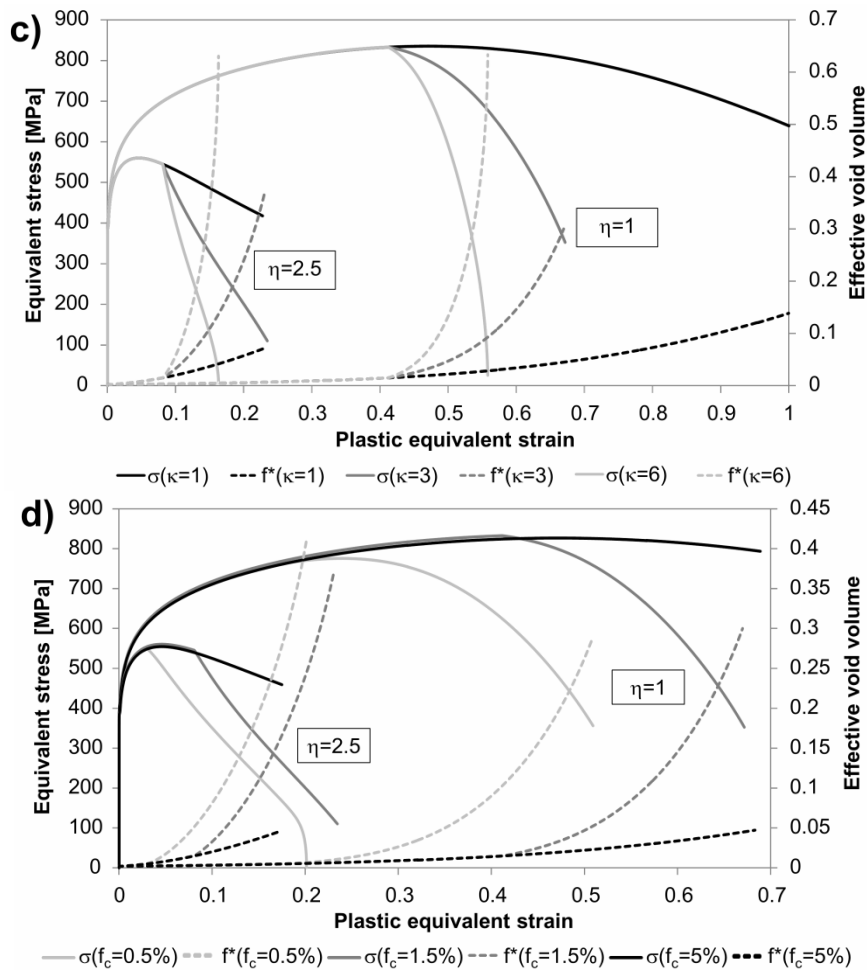 c)
900
800
700
600
500
400
300
200
100
0
Equivalent stress [MPa]
0.7
0.6
0.5
0.4
0.3
0.2
0.1
0
Effective void volume
η=2.5
η=1
0 0.1 0.2 0.3 0.4 0.5 0.6 0.7 0.8 0.9 1
Plastic equivalent strain
σ(κ=1) f*(κ=1) σ(κ=3) f*(κ=3) σ(κ=6) f*(κ=6)
d)
900
800
700
600
500
400
300
200
100
0
Equivalent stress [MPa]
0.45
0.4
0.35
0.3
0.25
0.2
0.15
0.1
0.05
0
Effective void volume
η=2.5
η=1
0 0.1 0.2 0.3 0.4 0.5 0.6 0.7
Plastic equivalent strain
σ(fc=0.5%) f*(fc=0.5%) σ(fc=1.5%) f*(fc=1.5%) σ(fc=5%) f*(fc=5%)